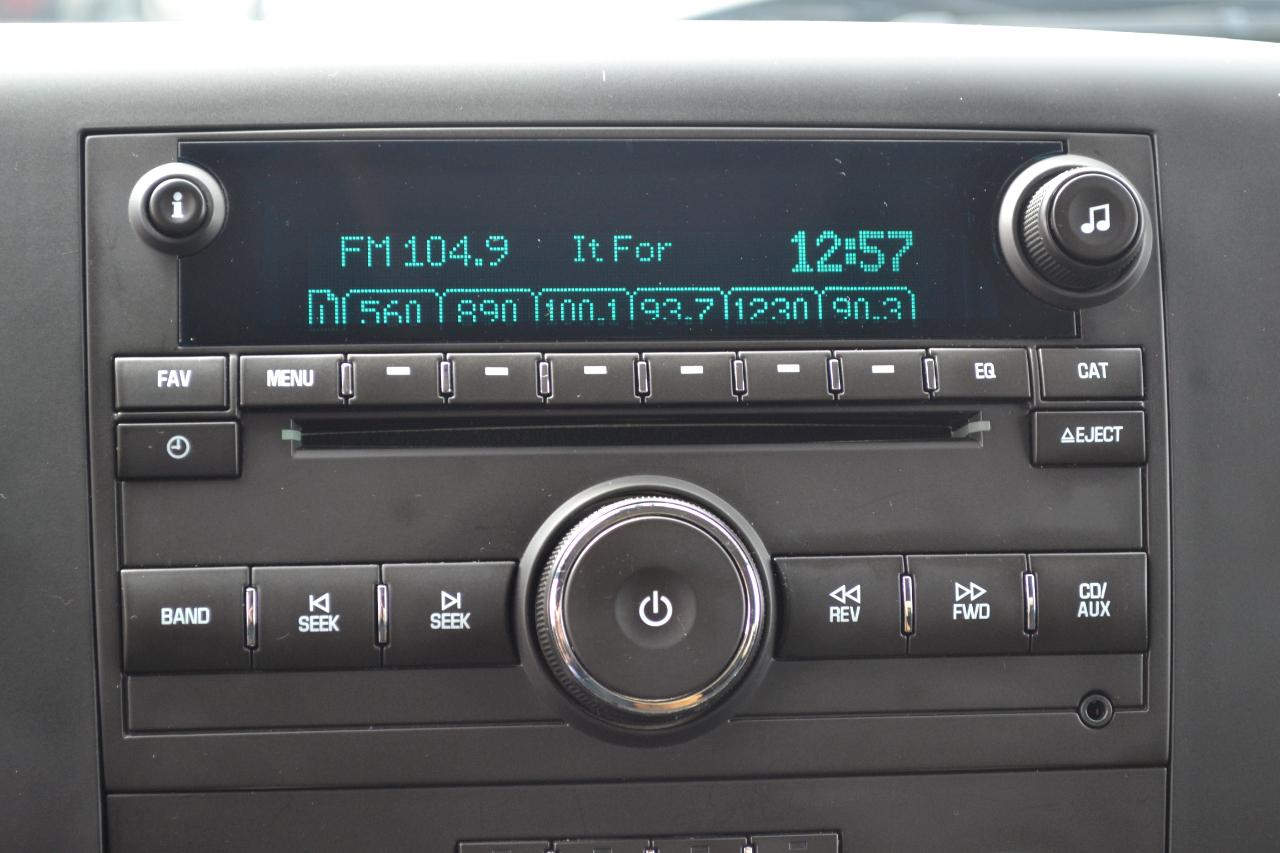 i
FM 104.9 It For 12:57
560 890 100.1 93.7 1230 90.3
FAV MENU EQ CAT
EJECT
BAND SEEK SEEK REV FWD CD/
AUX